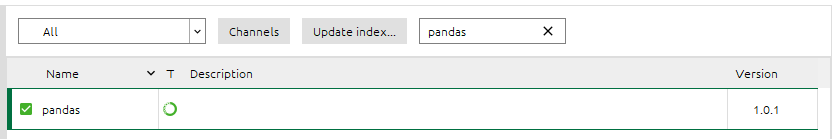 All Channels Update index... pandas
Name T Description Version
pandas 1.0.1